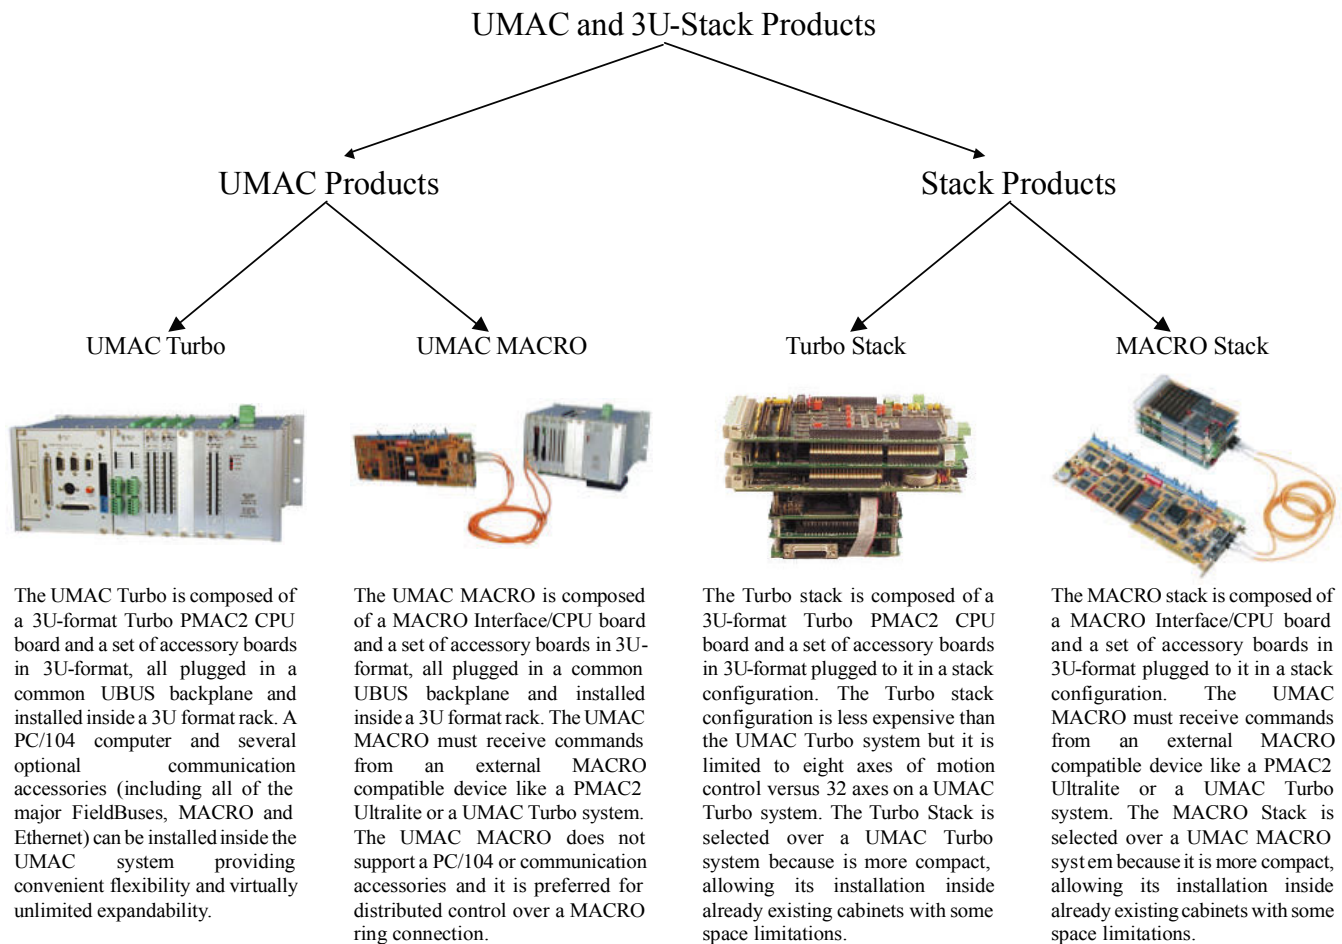 UMAC and 3U-Stack Products
UMAC Products
Stack Products
UMAC Turbo
UMAC MACRO
Turbo Stack
MACRO Stack
The UMAC Turbo is composed of
a 3U-format Turbo PMAC2 CPU
board and a set of accessory boards
in 3U-format, all plugged in a
common UBUS backplane and
installed inside a 3U format rack. A
PC/104 computer and several
optional communication
accessories (including all of the
major FieldBuses, MACRO and
Ethernet) can be installed inside the
UMAC system providing
convenient flexibility and virtually
unlimited expandability.
The UMAC MACRO is composed
of a MACRO Interface/CPU board
and a set of accessory boards in 3U-
format, all plugged in a common
UBUS backplane and installed
inside a 3U format rack. The UMAC
MACRO must receive commands
from an external MACRO
compatible device like a PMAC2
Ultralite or a UMAC Turbo system.
The UMAC MACRO does not
support a PC/104 or communication
accessories and it is preferred for
distributed control over a MACRO
ring connection.
The Turbo stack is composed of a
3U-format Turbo PMAC2 CPU
board and a set of accessory boards
in 3U-format plugged to it in a stack
configuration. The Turbo stack
configuration is less expensive than
the UMAC Turbo system but it is
limited to eight axes of motion
control versus 32 axes on a UMAC
Turbo system. The Turbo Stack is
selected over a UMAC Turbo
system because is more compact,
allowing its installation inside
already existing cabinets with some
space limitations.
The MACRO stack is composed of
a MACRO Interface/CPU board
and a set of accessory boards in
3U-format plugged to it in a stack
configuration. The UMAC
MACRO must receive commands
from an external MACRO
compatible device like a PMAC2
Ultralite or a UMAC Turbo
system. The MACRO Stack is
selected over a UMAC MACRO
syst em because it is more compact,
allowing its installation inside
already existing cabinets with some
space limitations.